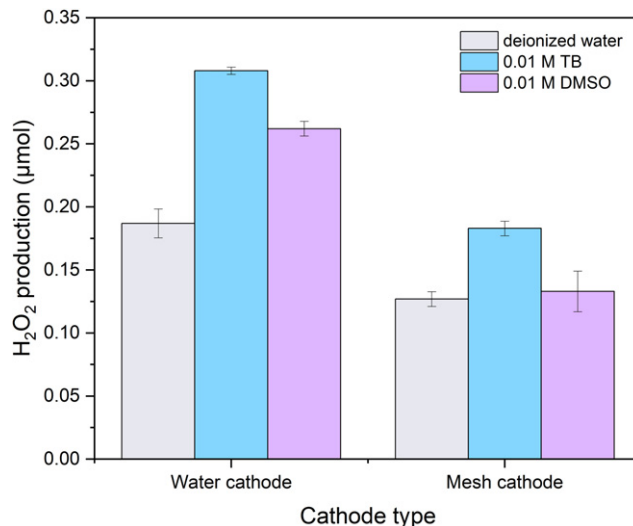 0.35
0.30
0.25
0.20
0.15
0.10
0.05
0.00
H₂O₂ production (μmol)
deionized water
0.01 M TB
0.01 M DMSO
Water cathode
Mesh cathode
Cathode type